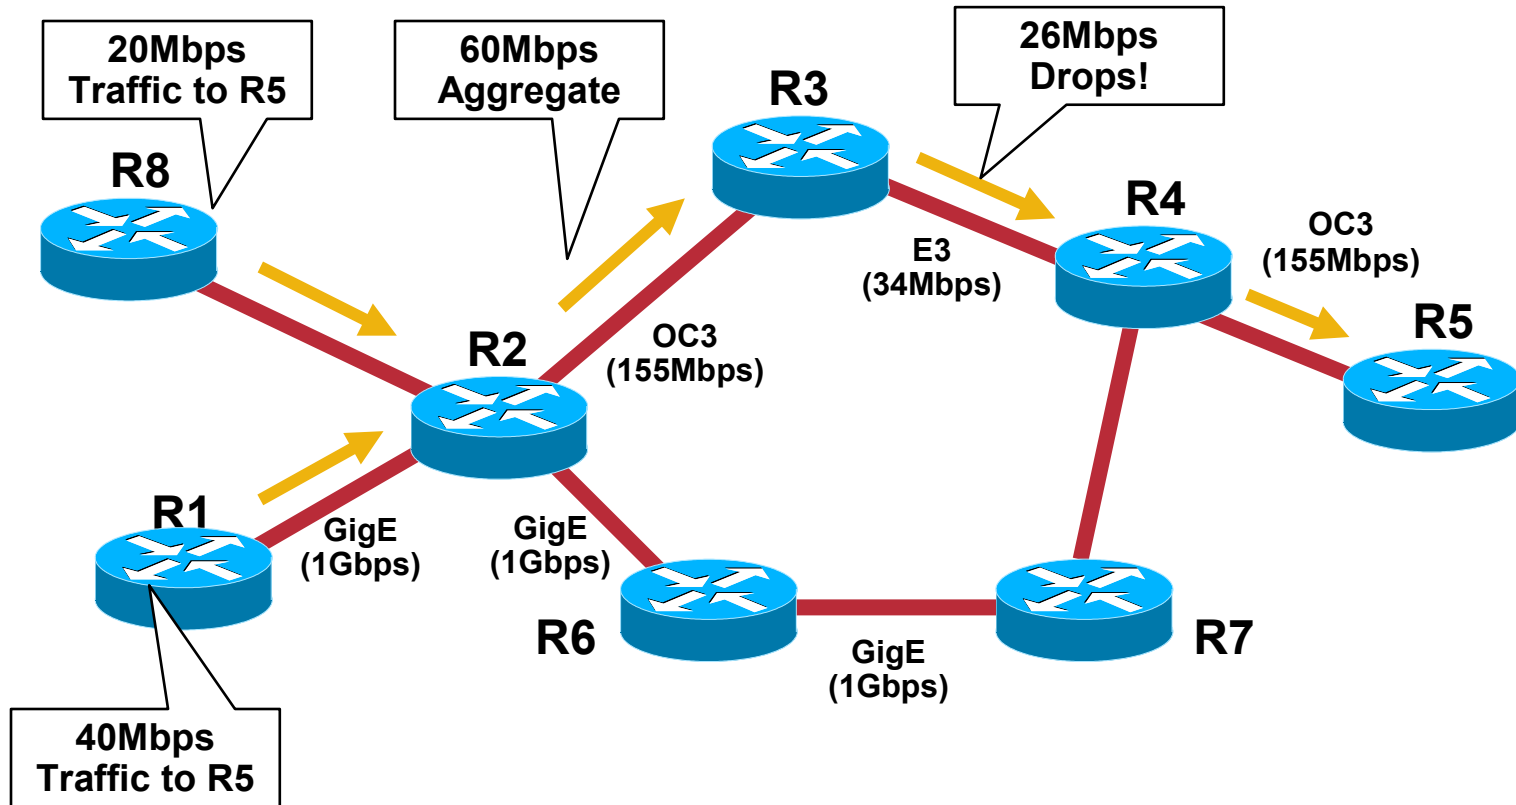 20Mbps
Traffic to R5
60Mbps
Aggregate
26Mbps
Drops!
R3
R8
R4
OC3
(155Mbps)
E3
(34Mbps)
R5
R2
OC3
(155Mbps)
R1
GigE
(1Gbps)
GigE
(1Gbps)
R6
R7
GigE
(1Gbps)
40Mbps
Traffic to R5